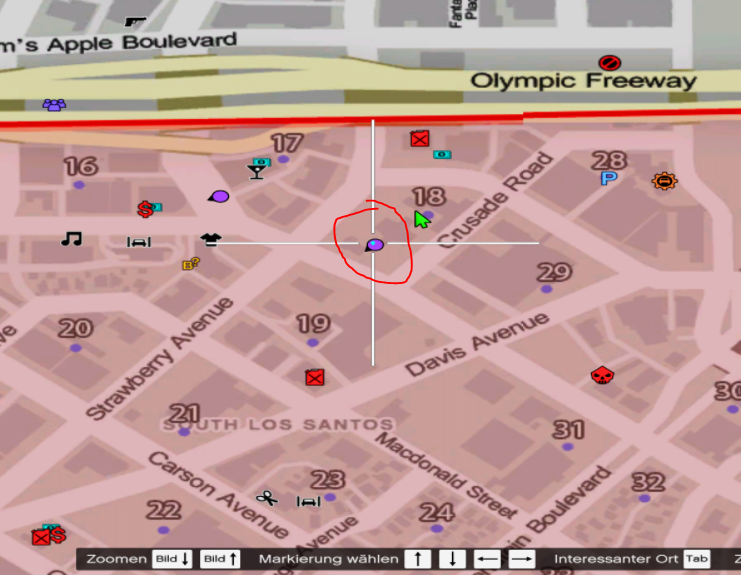 Fanta
Pla
m's Apple Boulevard
Olympic Freeway
16
17
18
28
P
Crusade Road
$
B
29
20
19
Strawberry Avenue
Davis Avenue
30
21
SOUTH LOS SANTOS
31
Carson Avenue
Macdonald Street
23
32
22
24
Avenue
Boulevard
$
Zoomen Bild ↓ Bild ↑ Markierung wählen ↑ ↓ ← → Interessanter Ort Tab Z